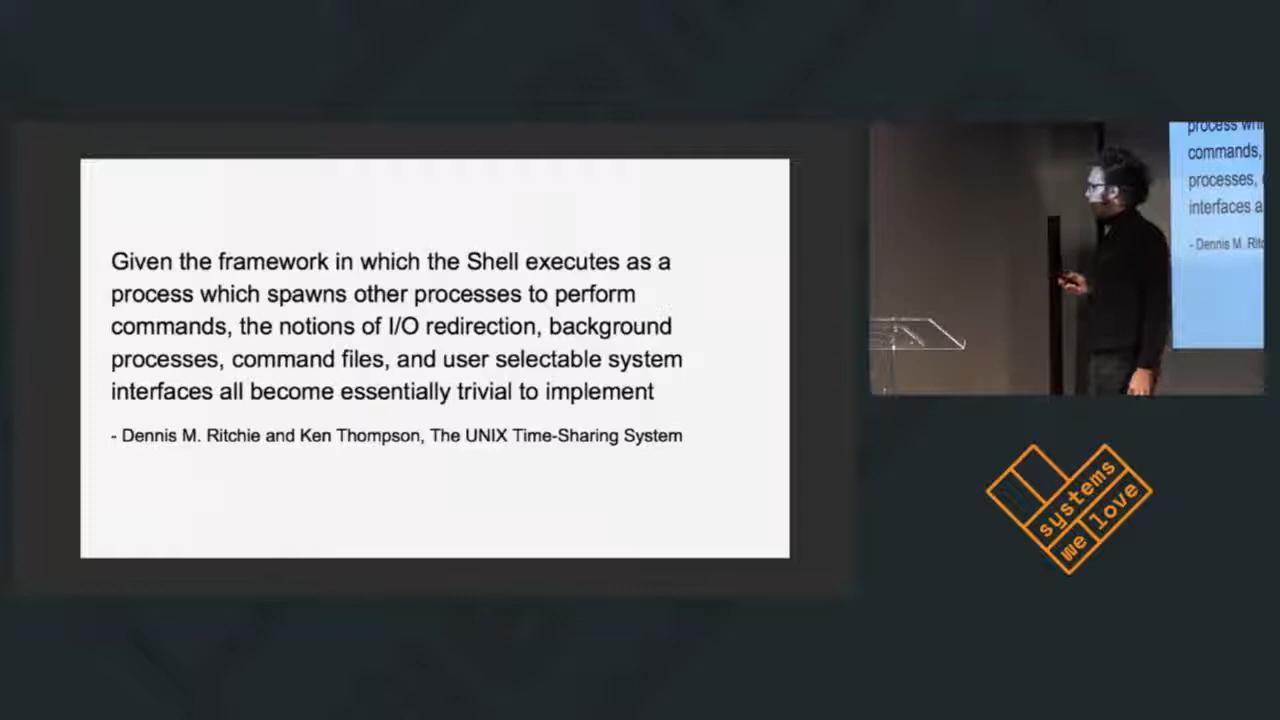 Given the framework in which the Shell executes as a
process which spawns other processes to perform
commands, the notions of I/O redirection, background
processes, command files, and user selectable system
interfaces all become essentially trivial to implement
- Dennis M. Ritchie and Ken Thompson, The UNIX Time-Sharing System
commands,
processes,
interfaces a
- Dennis M.
systems
we love